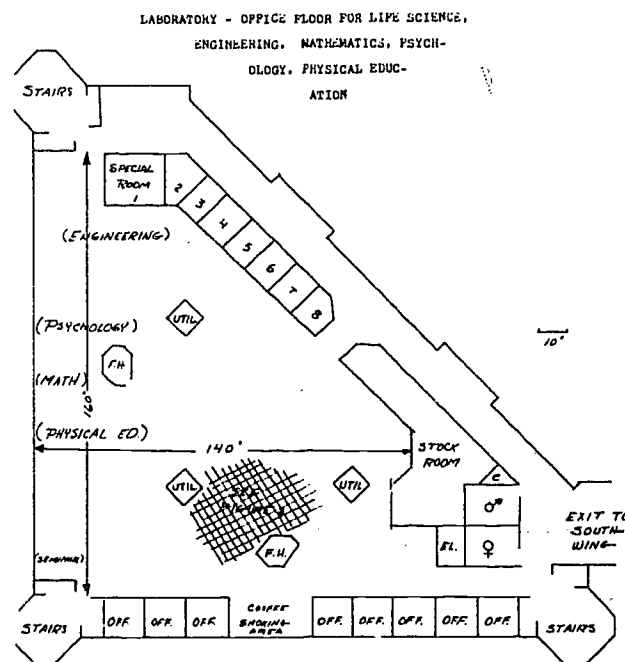 LABORATORY - OFFICE FLOOR FOR LIFE SCIENCE,
ENGINEERING, MATHEMATICS, PSYCH-
OLOGY, PHYSICAL EDUC-
ATION
STAIRS
SPECIAL
ROOM
1
2
3
4
5
6
7
8
(ENGINEERING)
UTIL.
(PSYCHOLOGY)
10°
F.H.
(MATH)
160°
(PHYSICAL ED.)
140°
STOCK
ROOM
UTIL
SEE
UTIL
C
♂
EXIT TO
SOUTH
WING
F.H.
EL.
♀
(SEMINAR)
STAIRS
OFF.
OFF.
OFF.
COFFEE
SMOKING
AREA
OFF.
OFF.
OFF.
OFF.
OFF.
STAIRS